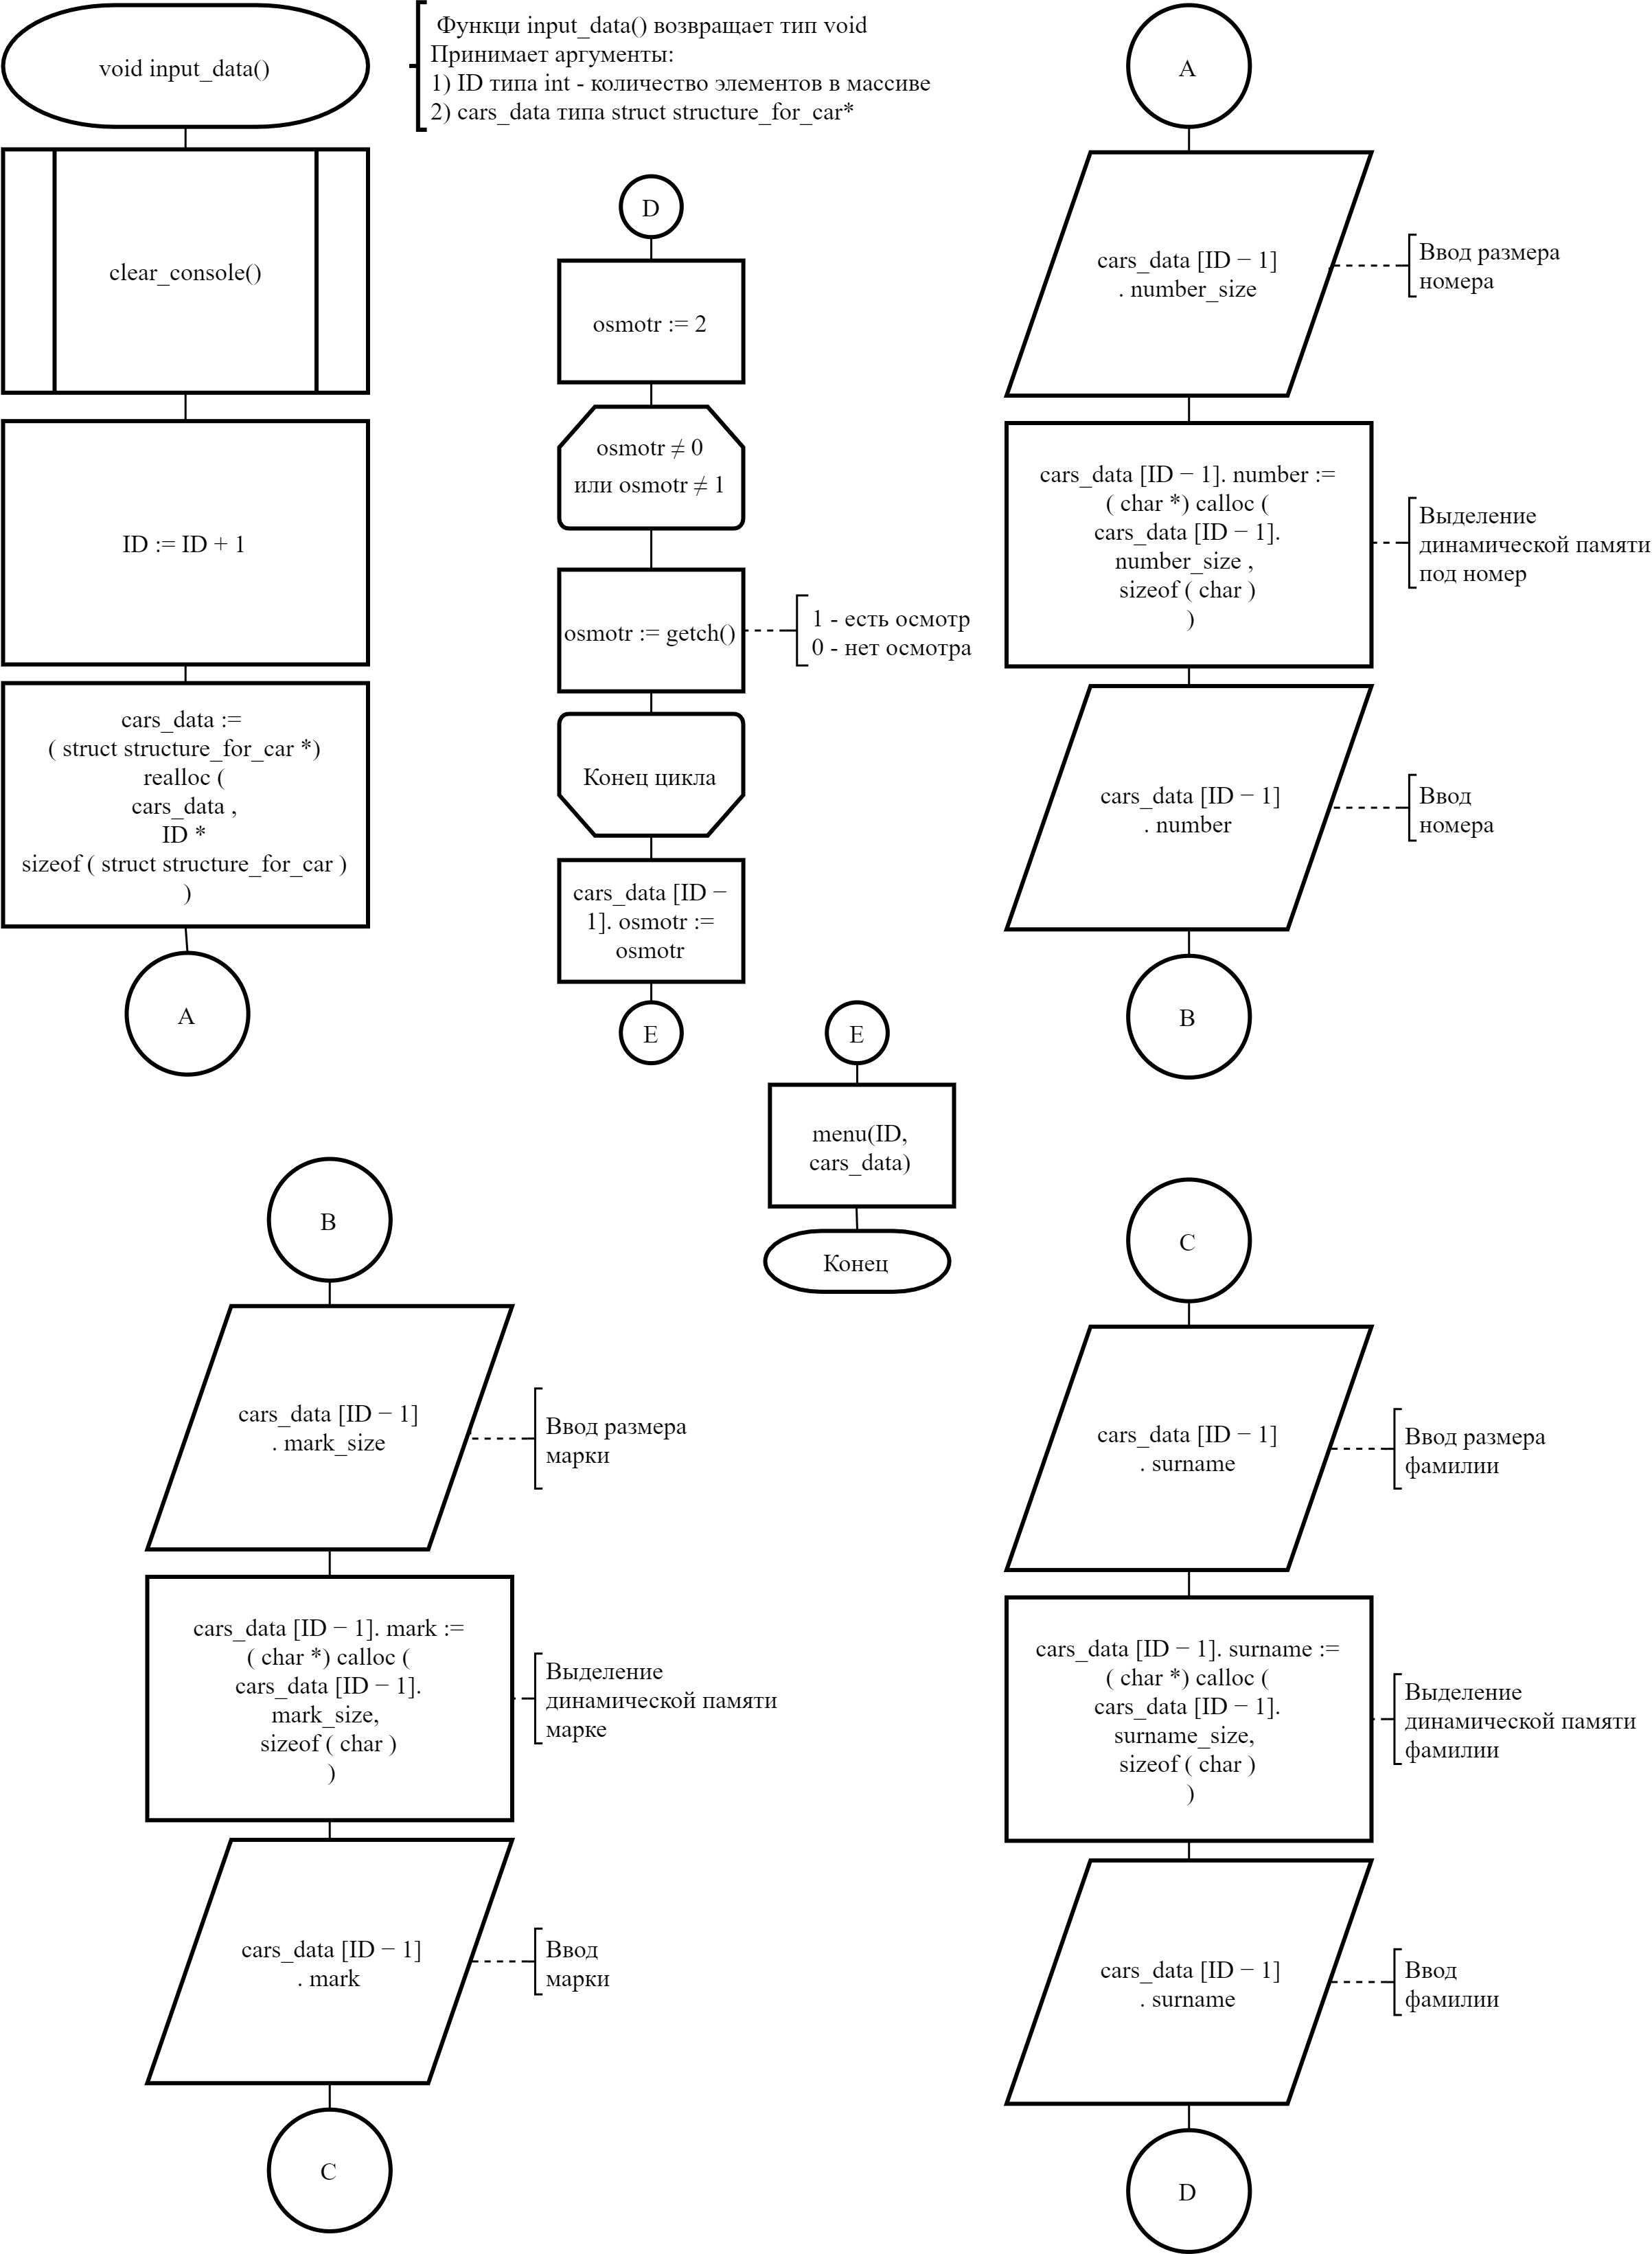 void input_data()
Функци input_data() возвращает тип void
Принимает аргументы:
1) ID типа int - количество элементов в массиве
2) cars_data типа struct structure_for_car*
clear_console()
ID := ID + 1
cars_data :=
( struct structure_for_car *)
realloc (
cars_data ,
ID *
sizeof ( struct structure_for_car )
)
A
D
osmotr := 2
osmotr ≠ 0
или osmotr ≠ 1
osmotr := getch()
1 - есть осмотр
0 - нет осмотра
Конец цикла
cars_data [ID −
1]. osmotr :=
osmotr
E
A
cars_data [ID − 1]
. number_size
Ввод размера
номера
cars_data [ID − 1]. number :=
( char *) calloc (
cars_data [ID − 1].
number_size ,
sizeof ( char )
)
Выделение
динамической памяти
под номер
cars_data [ID − 1]
. number
Ввод
номера
B
E
menu(ID,
cars_data)
Конец
B
cars_data [ID − 1]
. mark_size
Ввод размера
марки
cars_data [ID − 1]. mark :=
( char *) calloc (
cars_data [ID − 1].
mark_size,
sizeof ( char )
)
Выделение
динамической памяти
марке
cars_data [ID − 1]
. mark
Ввод
марки
C
C
cars_data [ID − 1]
. surname
Ввод размера
фамилии
cars_data [ID − 1]. surname :=
( char *) calloc (
cars_data [ID − 1].
surname_size,
sizeof ( char )
)
Выделение
динамической памяти
фамилии
cars_data [ID − 1]
. surname
Ввод
фамилии
D